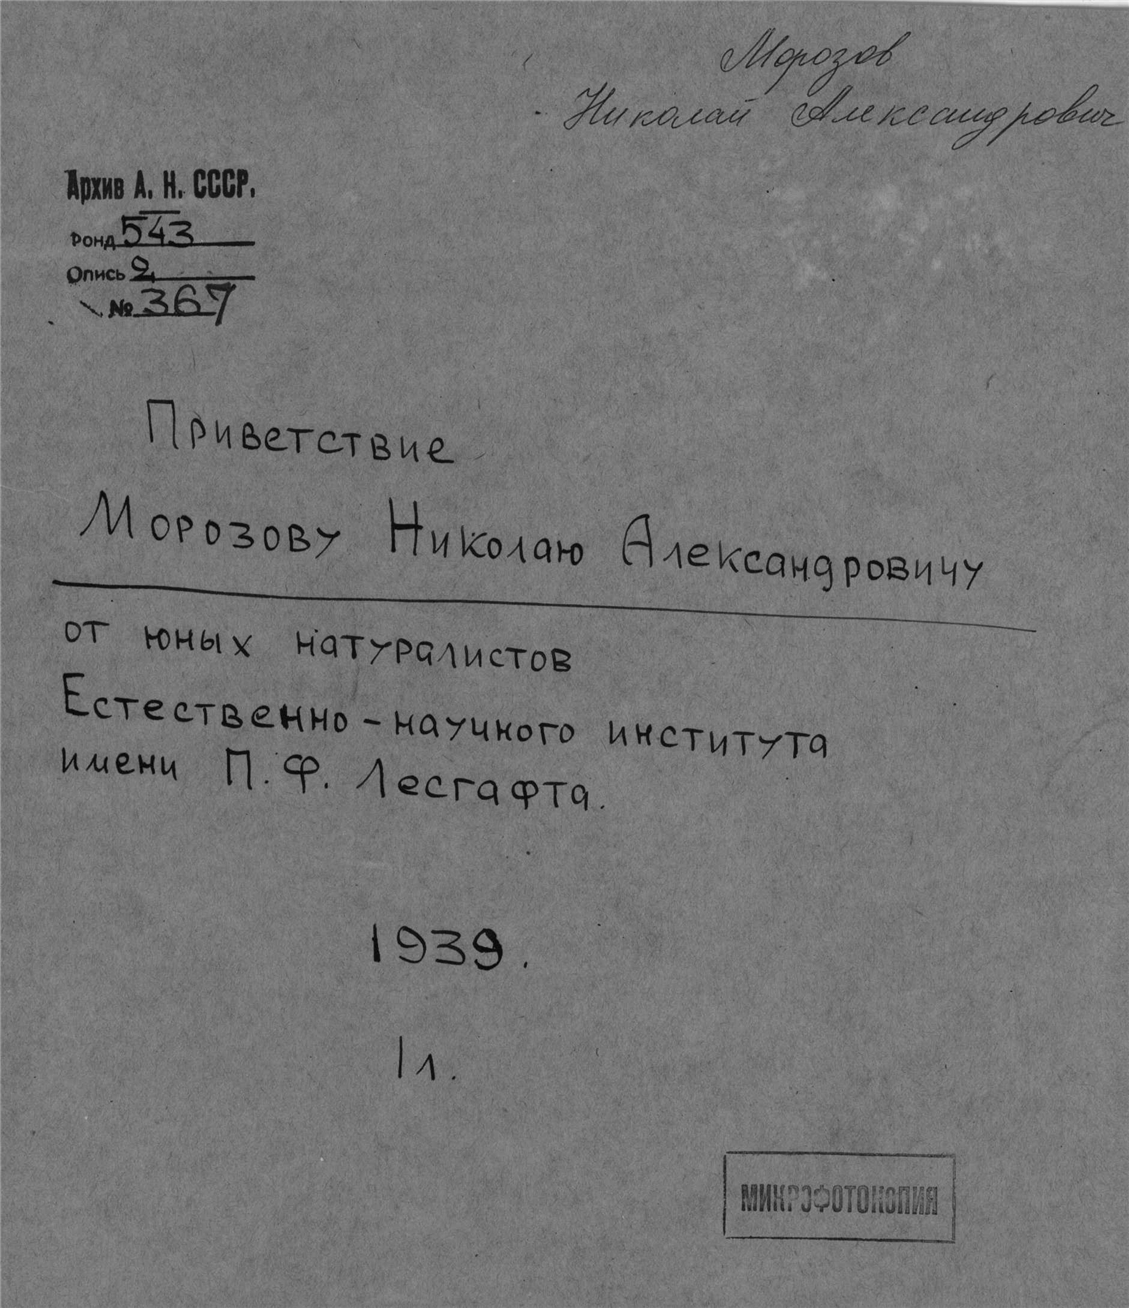 Морозов
Николай Александрович
Архив А. Н. СССР.
Фонд 543
Опись 2
№ 367
Приветствие
Морозову Николаю Александровичу
от юных натуралистов
Естественно-научного института
имени П. Ф. Лесгафта.
1939.
1 л.
МИКРОФОТОКОПИЯ